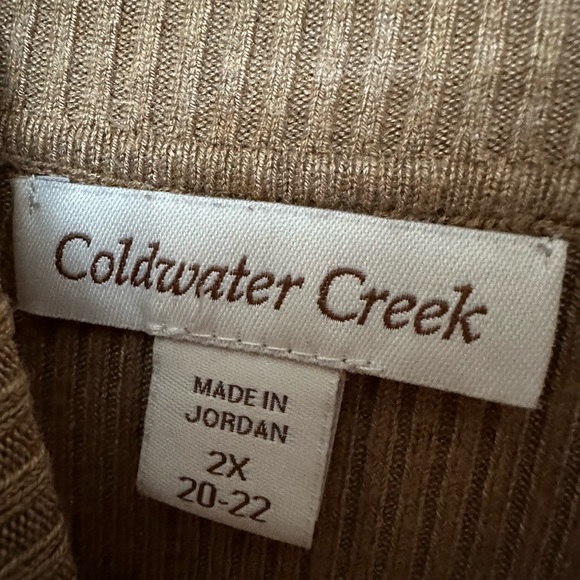 Coldwater Creek
MADE IN
JORDAN
2X
20-22